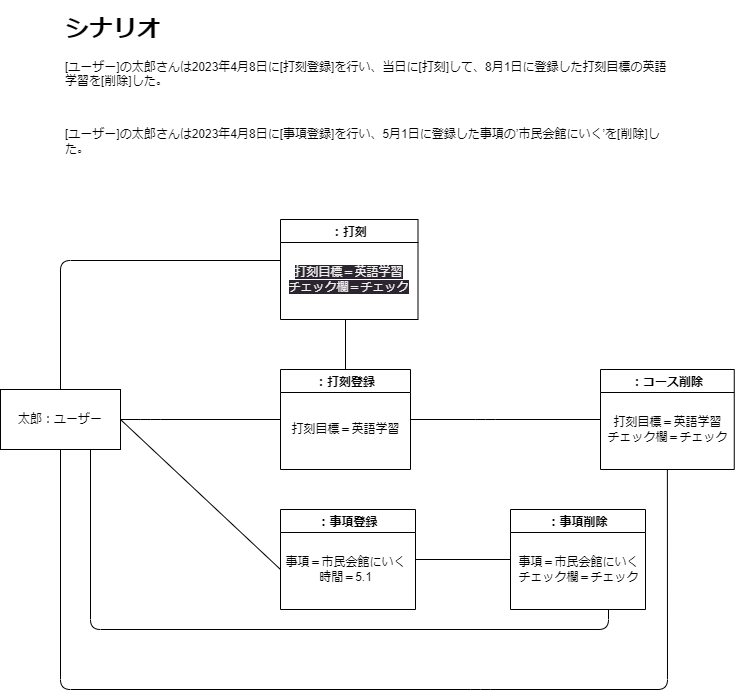 シナリオ
[ユーザー]の太郎さんは2023年4月8日に[打刻登録]を行い、当日に[打刻]して、8月1日に登録した打刻目標の英語
学習を[削除]した。
[ユーザー]の太郎さんは2023年4月8日に[事項登録]を行い、5月1日に登録した事項の'市民会館にいく'を[削除]し
た。
：打刻
打刻目標＝英語学習
チェック欄＝チェック
：打刻登録
打刻目標＝英語学習
：コース削除
打刻目標＝英語学習
チェック欄＝チェック
太郎：ユーザー
：事項登録
事項＝市民会館にいく
時間＝5.1
：事項削除
事項＝市民会館にいく
チェック欄＝チェック